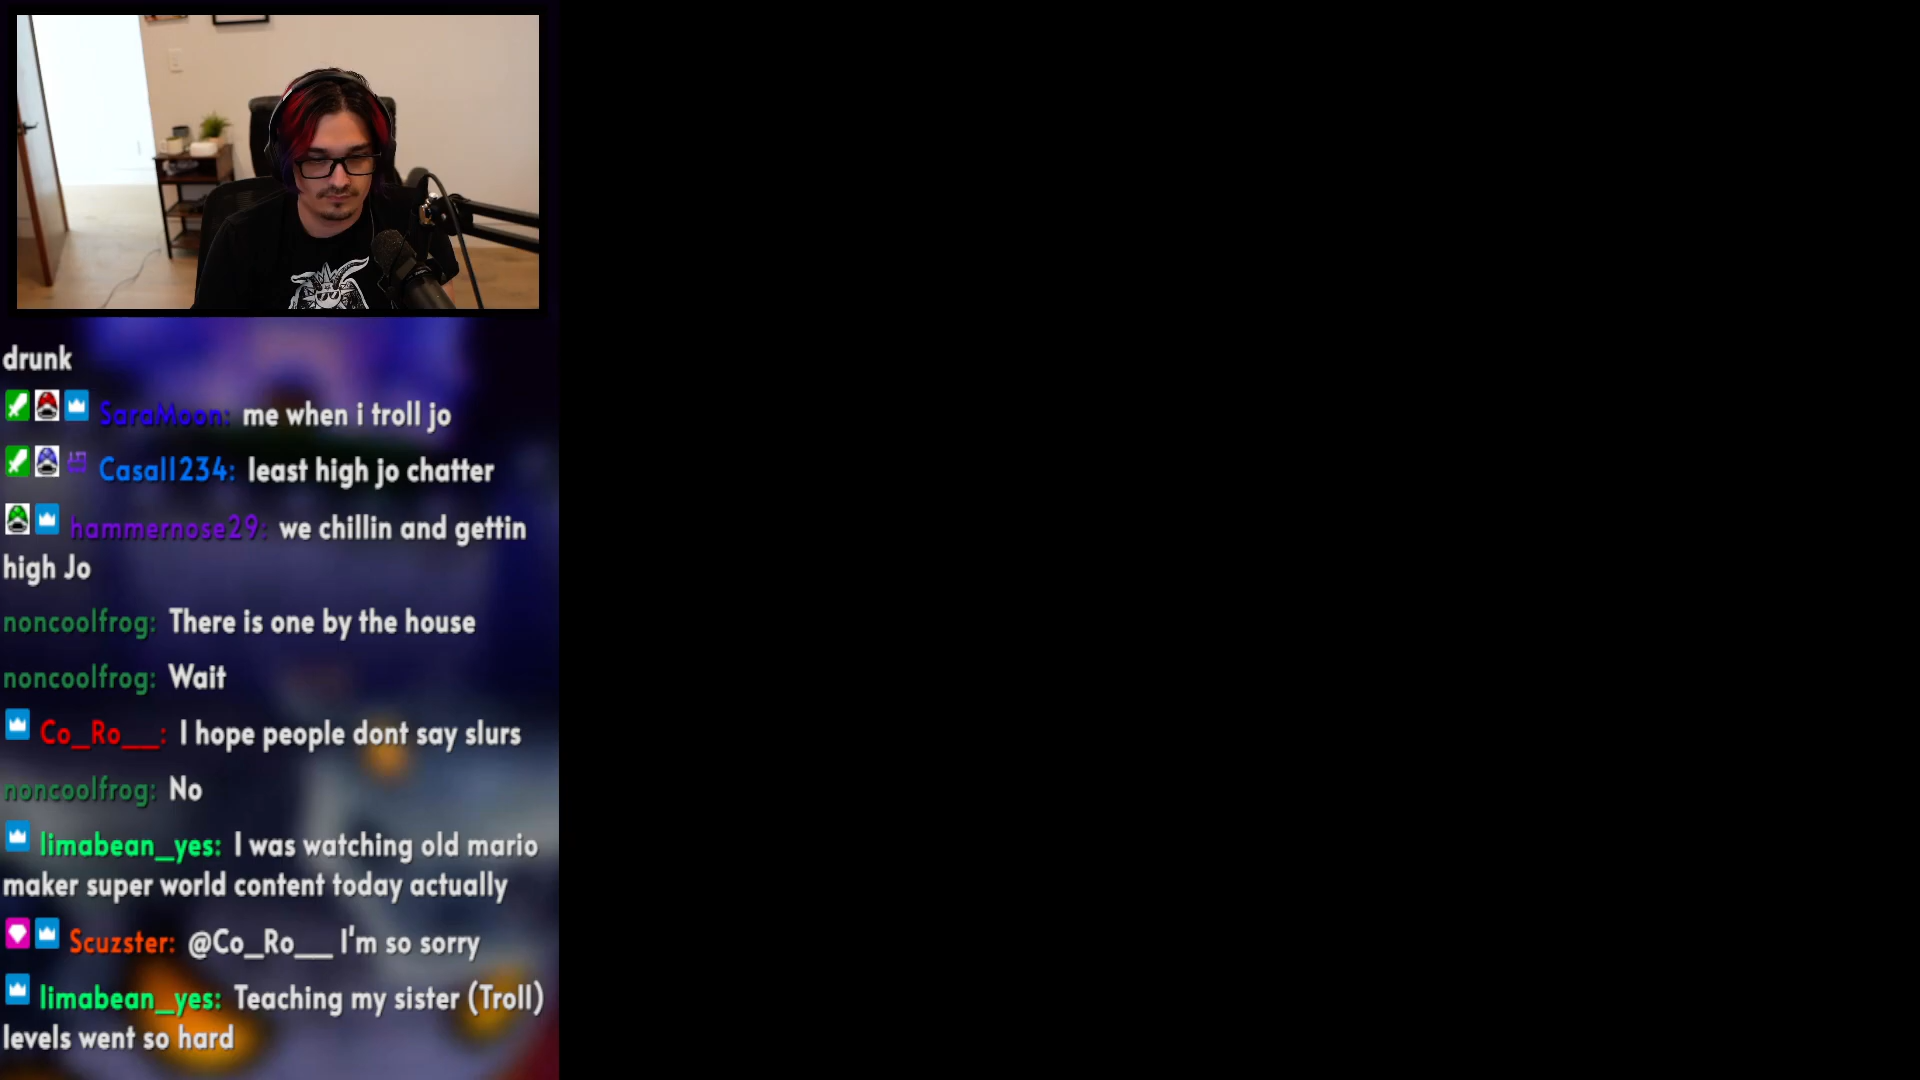 drunk
SaraMoon: me when i troll jo
Casall234: least high jo chatter
hammernose29: we chillin and gettin
high Jo
noncoolfrog: There is one by the house
noncoolfrog: Wait
Co_Ro__: I hope people dont say slurs
noncoolfrog: No
limabean_yes: I was watching old mario
maker super world content today actually
Scuzster: @Co_Ro__ I'm so sorry
limabean_yes: Teaching my sister (Troll)
levels went so hard